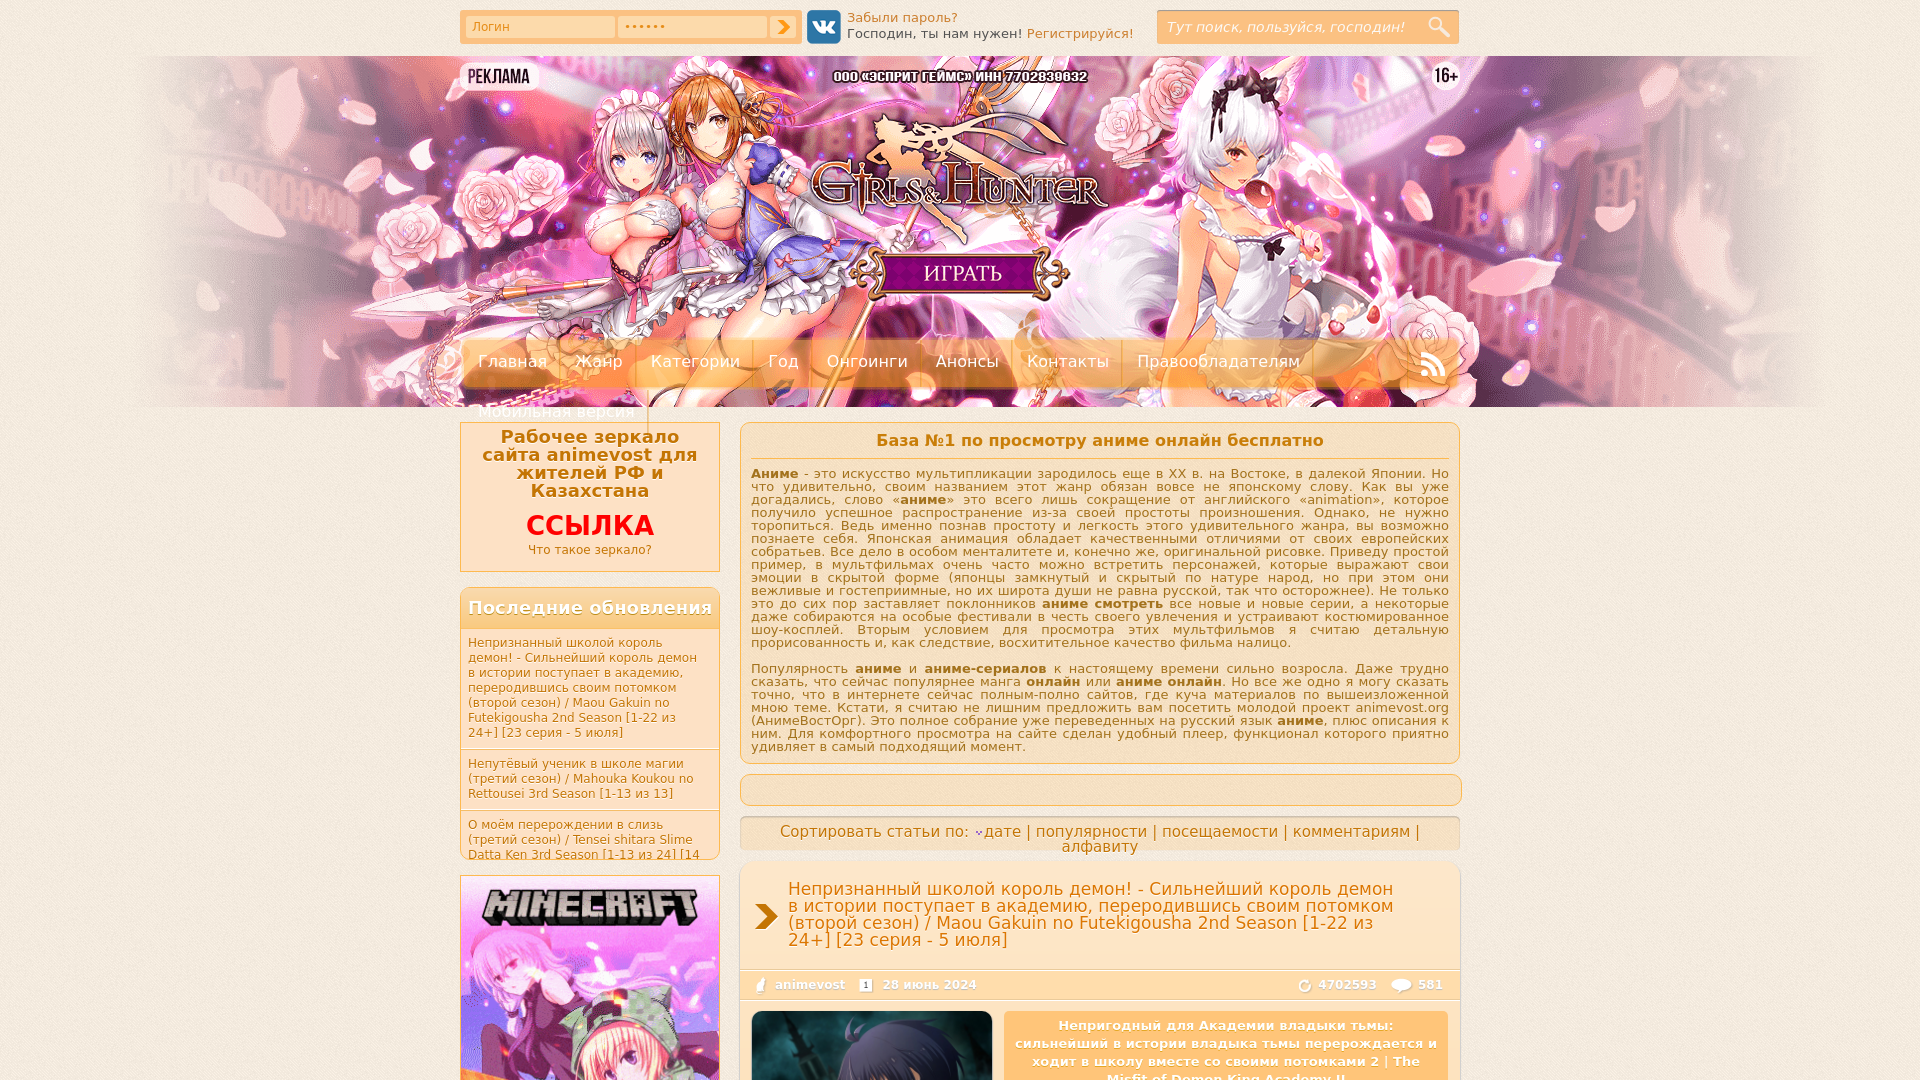 Логин
••••••
Забыли пароль?
Господин, ты нам нужен! Регистрируйся!
Тут поиск, пользуйся, господин!
РЕКЛАМА
ООО «ЭСПРИТ ГЕЙМС» ИНН 7702839632
16+
GIRLS & HUNTER
ИГРАТЬ
Главная
Жанр
Категории
Год
Онгоинги
Анонсы
Контакты
Правообладателям
Мобильная версия
Рабочее зеркало
сайта animevost для
жителей РФ и
Казахстана
ССЫЛКА
Что такое зеркало?
Последние обновления
Непризнанный школой король
демон! - Сильнейший король демон
в истории поступает в академию,
переродившись своим потомком
(второй сезон) / Maou Gakuin no
Futekigousha 2nd Season [1-22 из
24+] [23 серия - 5 июля]
Непутёвый ученик в школе магии
(третий сезон) / Mahouka Koukou no
Rettousei 3rd Season [1-13 из 13]
О моём перерождении в слизь
(третий сезон) / Tensei shitara Slime
Datta Ken 3rd Season [1-13 из 24] [14
MINECRAFT
База №1 по просмотру аниме онлайн бесплатно
Аниме - это искусство мультипликации зародилось еще в XX в. на Востоке, в далекой Японии. Но
что удивительно, своим названием этот жанр обязан вовсе не японскому слову. Как вы уже
догадались, слово «аниме» это всего лишь сокращение от английского «animation», которое
получило успешное распространение из-за своей простоты произношения. Однако, не нужно
торопиться. Ведь именно познав простоту и легкость этого удивительного жанра, вы возможно
познаете себя. Японская анимация обладает качественными отличиями от своих европейских
собратьев. Все дело в особом менталитете и, конечно же, оригинальной рисовке. Приведу простой
пример, в мультфильмах очень часто можно встретить персонажей, которые выражают свои
эмоции в скрытой форме (японцы замкнутый и скрытый по натуре народ, но при этом они
вежливые и гостеприимные, но их широта души не равна русской, так что осторожнее). Не только
это до сих пор заставляет поклонников аниме смотреть все новые и новые серии, а некоторые
даже собираются на особые фестивали в честь своего увлечения и устраивают костюмированное
шоу-косплей. Вторым условием для просмотра этих мультфильмов я считаю детальную
прорисованность и, как следствие, восхитительное качество фильма налицо.
Популярность аниме и аниме-сериалов к настоящему времени сильно возросла. Даже трудно
сказать, что сейчас популярнее манга онлайн или аниме онлайн. Но все же одно я могу сказать
точно, что в интернете сейчас полным-полно сайтов, где куча материалов по вышеизложенной
мною теме. Кстати, я считаю не лишним предложить вам посетить молодой проект animevost.org
(АнимеВостОрг). Это полное собрание уже переведенных на русский язык аниме, плюс описания к
ним. Для комфортного просмотра на сайте сделан удобный плеер, функционал которого приятно
удивляет в самый подходящий момент.
Сортировать статьи по: дате | популярности | посещаемости | комментариям |
алфавиту
Непризнанный школой король демон! - Сильнейший король демон
в истории поступает в академию, переродившись своим потомком
(второй сезон) / Maou Gakuin no Futekigousha 2nd Season [1-22 из
24+] [23 серия - 5 июля]
animevost
1
28 июнь 2024
4702593
581
Непригодный для Академии владыки тьмы:
сильнейший в истории владыка тьмы перерождается и
ходит в школу вместе со своими потомками 2 | The
Misfit of Demon King Academy II